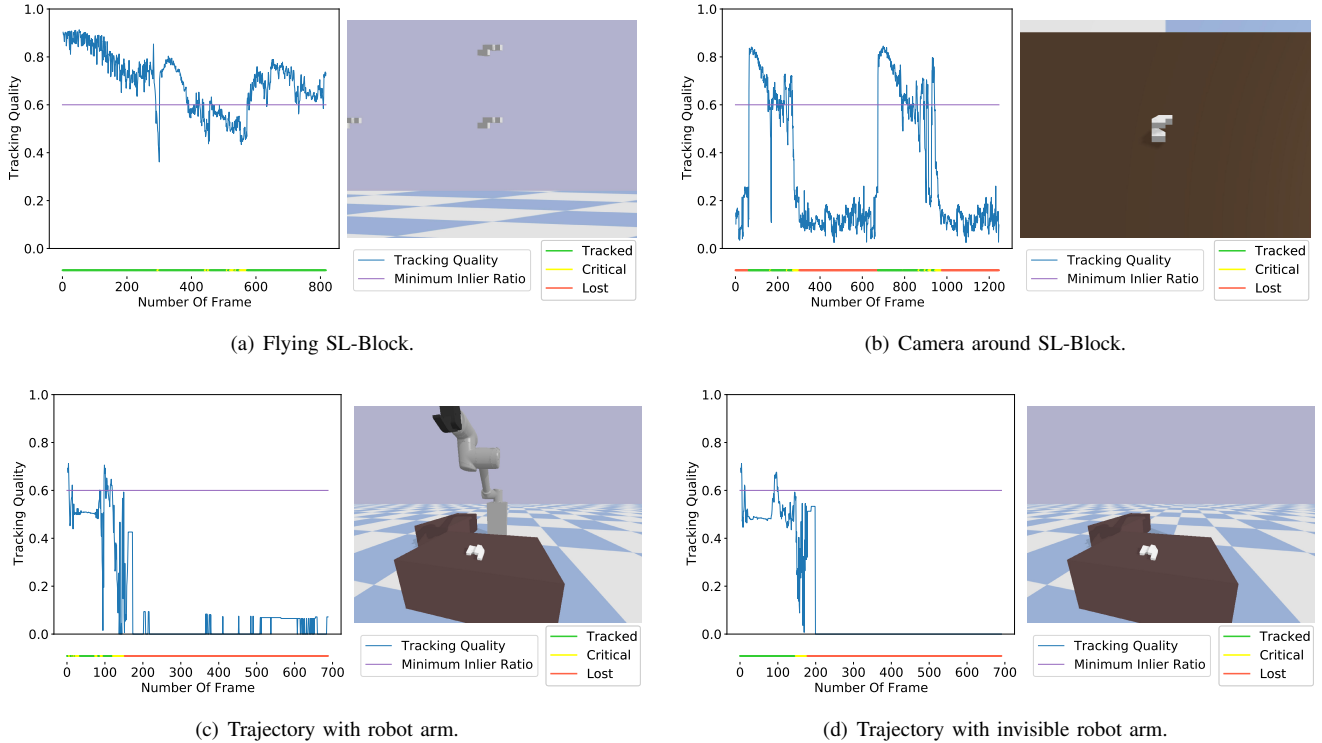 1.0
0.8
0.6
0.4
0.2
0.0
Tracking Quality
0 200 400 600 800
Number Of Frame
Tracking Quality
Minimum Inlier Ratio
Tracked
Critical
Lost
(a) Flying SL-Block.
1.0
0.8
0.6
0.4
0.2
0.0
Tracking Quality
0 200 400 600 800 1000 1200
Number Of Frame
Tracking Quality
Minimum Inlier Ratio
Tracked
Critical
Lost
(b) Camera around SL-Block.
1.0
0.8
0.6
0.4
0.2
0.0
Tracking Quality
0 100 200 300 400 500 600 700
Number Of Frame
Tracking Quality
Minimum Inlier Ratio
Tracked
Critical
Lost
(c) Trajectory with robot arm.
1.0
0.8
0.6
0.4
0.2
0.0
Tracking Quality
0 100 200 300 400 500 600 700
Number Of Frame
Tracking Quality
Minimum Inlier Ratio
Tracked
Critical
Lost
(d) Trajectory with invisible robot arm.